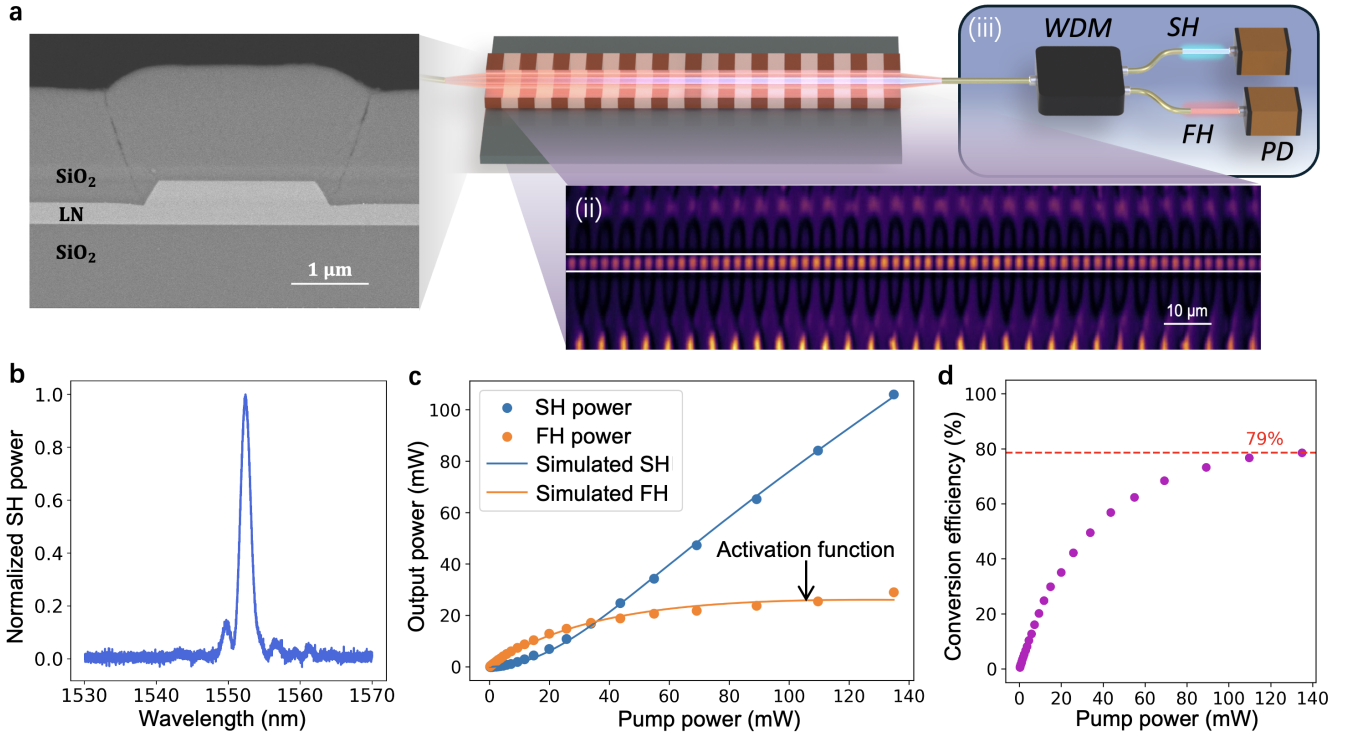 a
SiO₂
LN
SiO₂
1 μm
(iii)
WDM
SH
FH
PD
(ii)
10 μm
b
Normalized SH power
1.0
0.8
0.6
0.4
0.2
0.0
1530 1540 1550 1560 1570
Wavelength (nm)
c
SH power
FH power
Simulated SH
Simulated FH
Activation function
Output power (mW)
100
80
60
40
20
0
0 20 40 60 80 100 120 140
Pump power (mW)
d
79%
Conversion efficiency (%)
100
80
60
40
20
0
0 20 40 60 80 100 120 140
Pump power (mW)